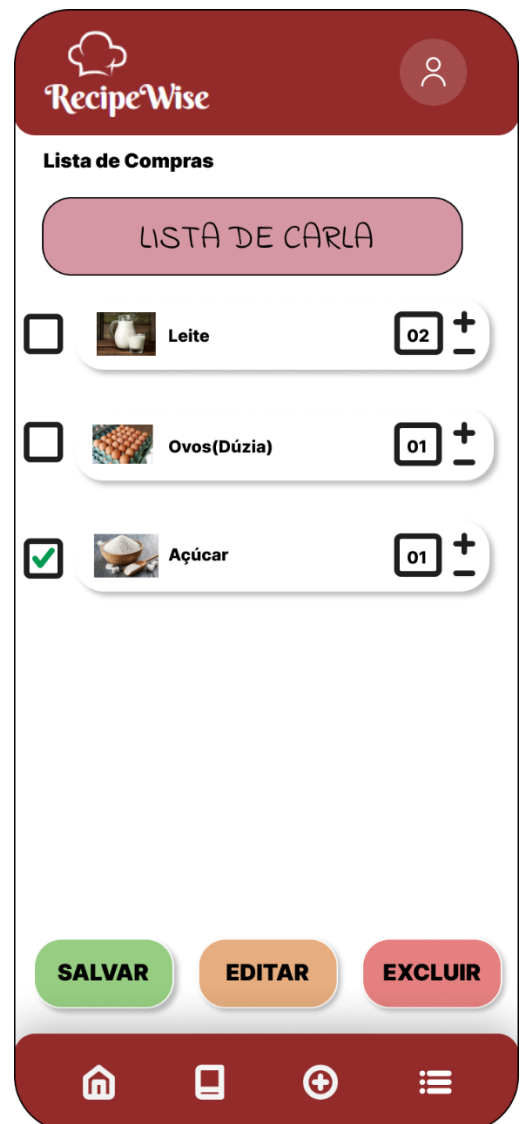 RecipeWise
Lista de Compras
LISTA DE CARLA
Leite 02 + −
Ovos(Dúzia) 01 + −
Açúcar 01 + −
SALVAR EDITAR EXCLUIR